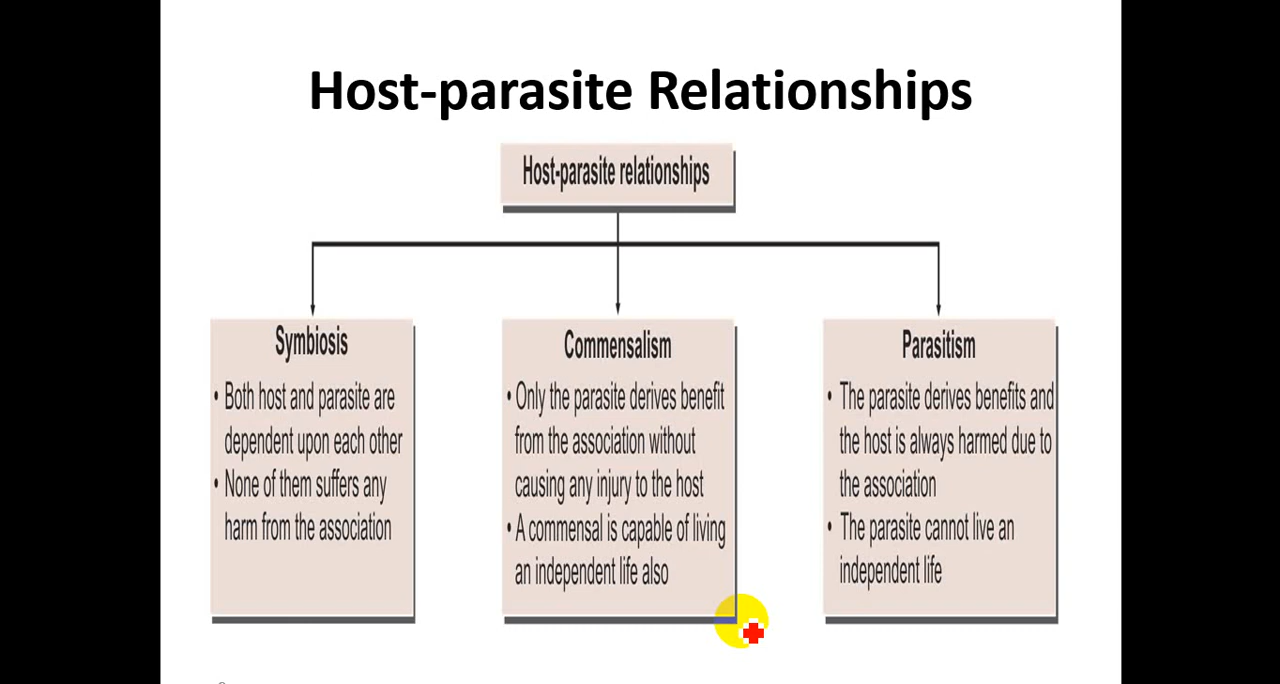 Host-parasite Relationships
Host-parasite relationships
Symbiosis
• Both host and parasite are
dependent upon each other
• None of them suffers any
harm from the association
Commensalism
• Only the parasite derives benefit
from the association without
causing any injury to the host
• A commensal is capable of living
an independent life also
Parasitism
• The parasite derives benefits and
the host is always harmed due to
the association
• The parasite cannot live an
independent life